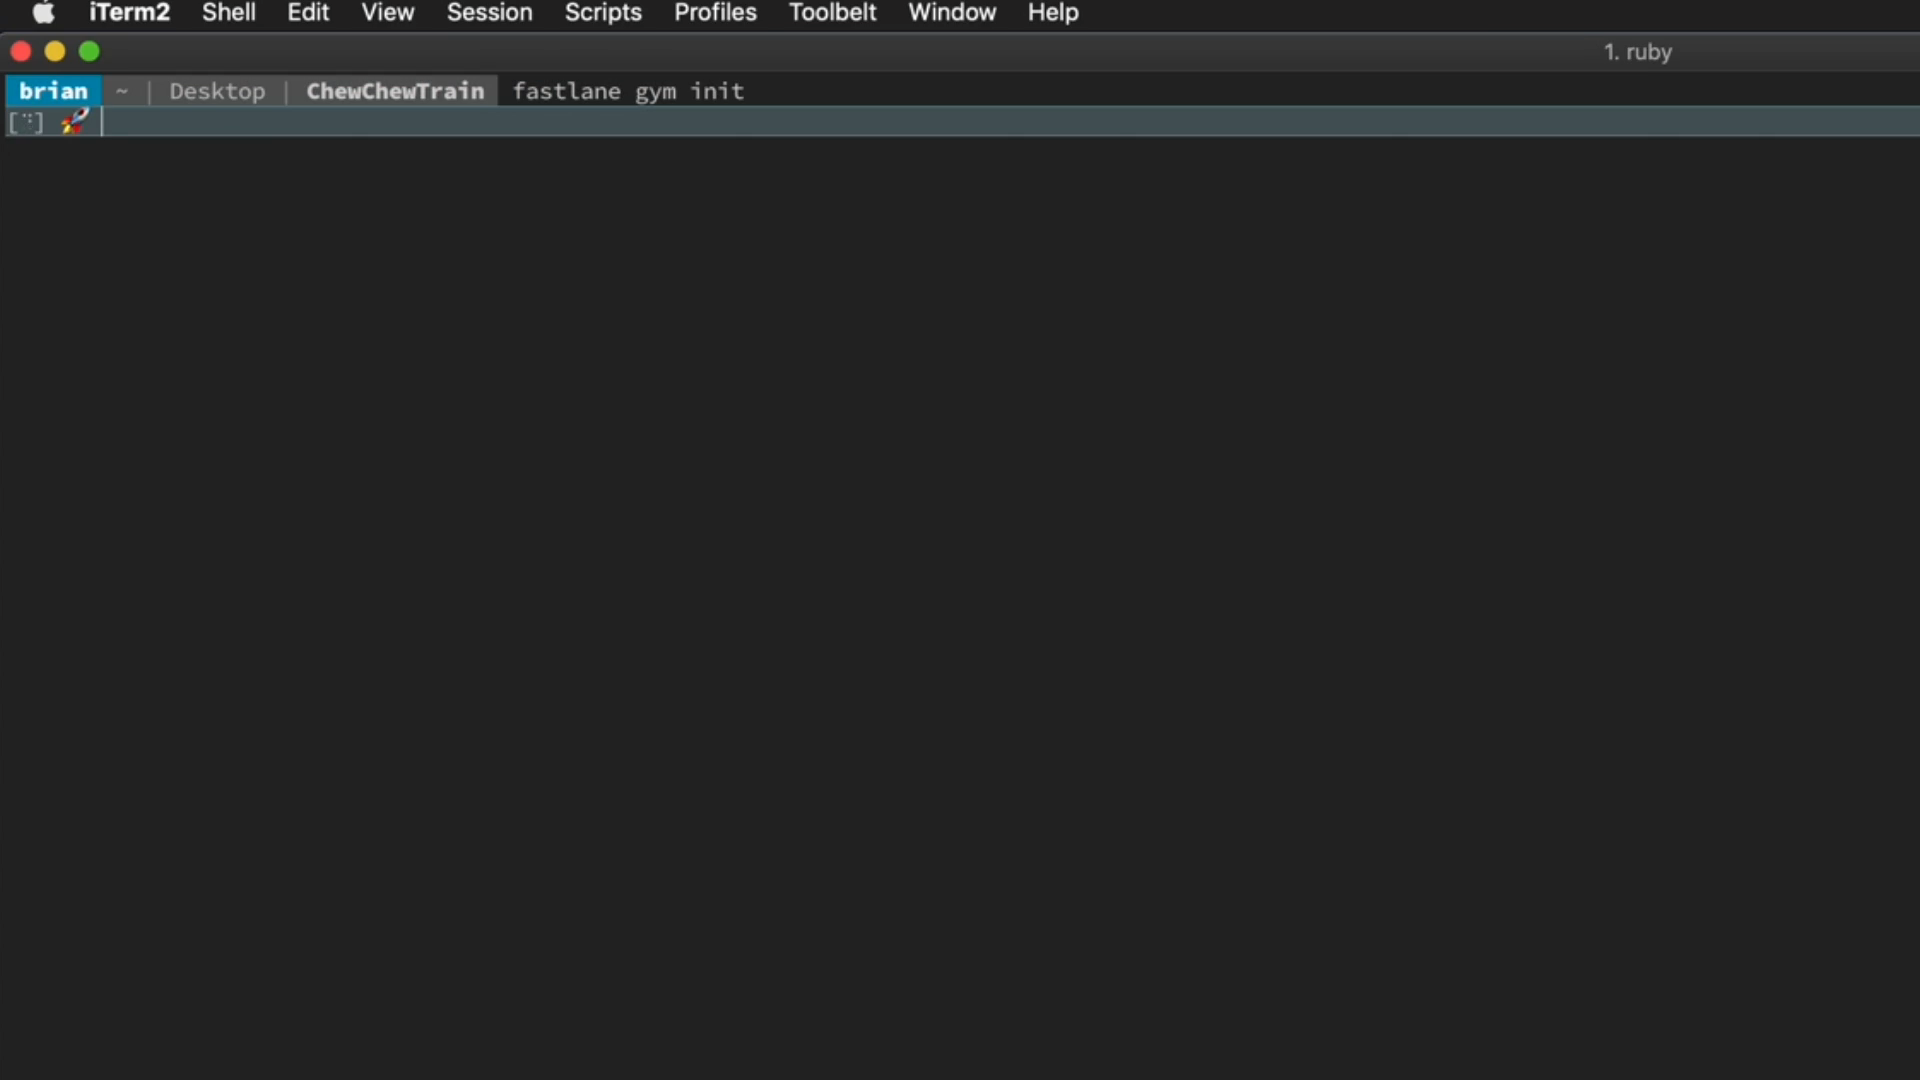 iTerm2 Shell Edit View Session Scripts Profiles Toolbelt Window Help
1. ruby
brian ~ | Desktop | ChewChewTrain fastlane gym init
[⠙] 🚀